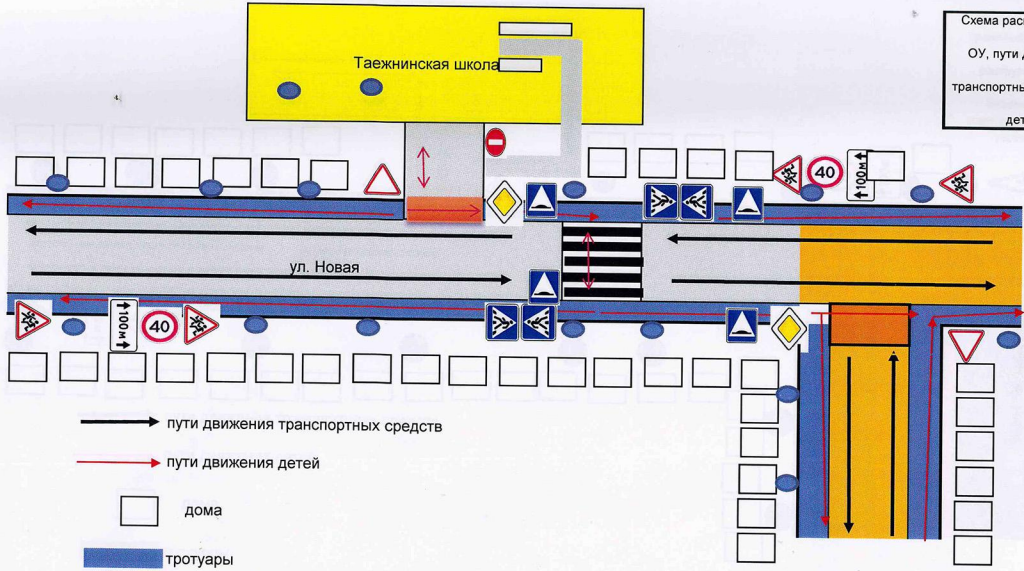 Схема
ОУ, пути
транспортны
дет
Таежнинская школа
40
100м
ул. Новая
100м
40
пути движения транспортных средств
пути движения детей
дома
тротуары